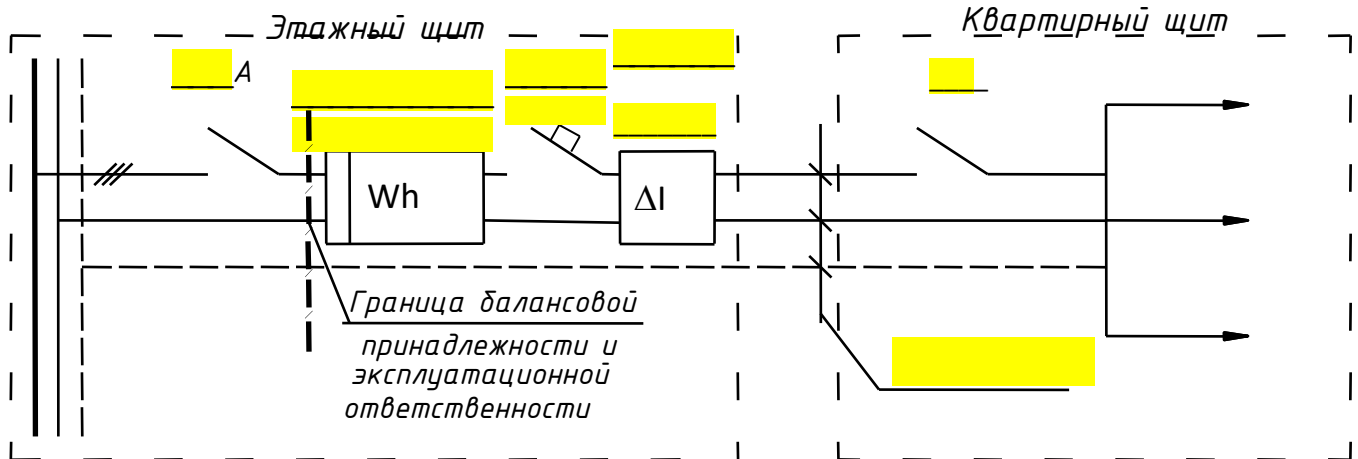 Этажный щит
Квартирный щит
А
Wh
ΔI
Граница балансовой
принадлежности и
эксплуатационной
ответственности